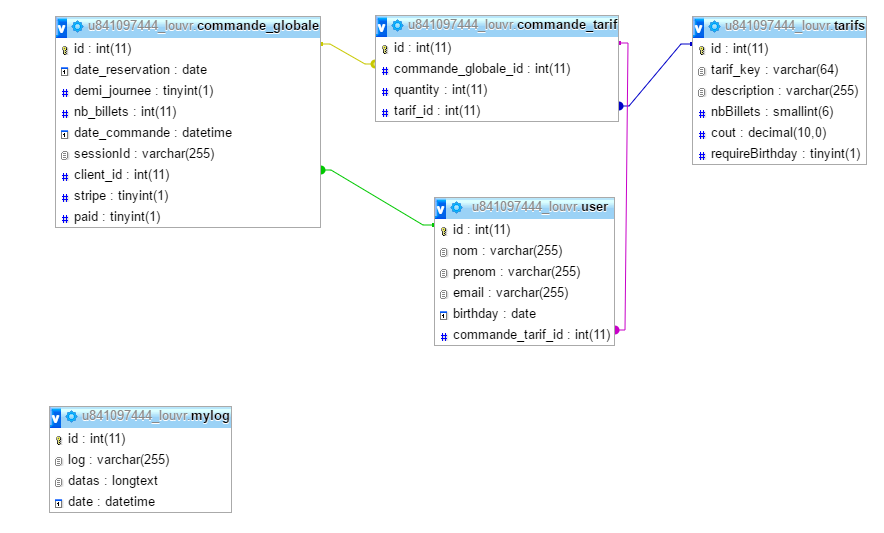 u841097444_louvr.commande_globale
id : int(11)
date_reservation : date
demi_journee : tinyint(1)
nb_billets : int(11)
date_commande : datetime
sessionId : varchar(255)
client_id : int(11)
stripe : tinyint(1)
paid : tinyint(1)
u841097444_louvr.commande_tarif
id : int(11)
commande_globale_id : int(11)
quantity : int(11)
tarif_id : int(11)
u841097444_louvr.tarifs
id : int(11)
tarif_key : varchar(64)
description : varchar(255)
nbBillets : smallint(6)
cout : decimal(10,0)
requireBirthday : tinyint(1)
u841097444_louvr.user
id : int(11)
nom : varchar(255)
prenom : varchar(255)
email : varchar(255)
birthday : date
commande_tarif_id : int(11)
u841097444_louvr.mylog
id : int(11)
log : varchar(255)
datas : longtext
date : datetime